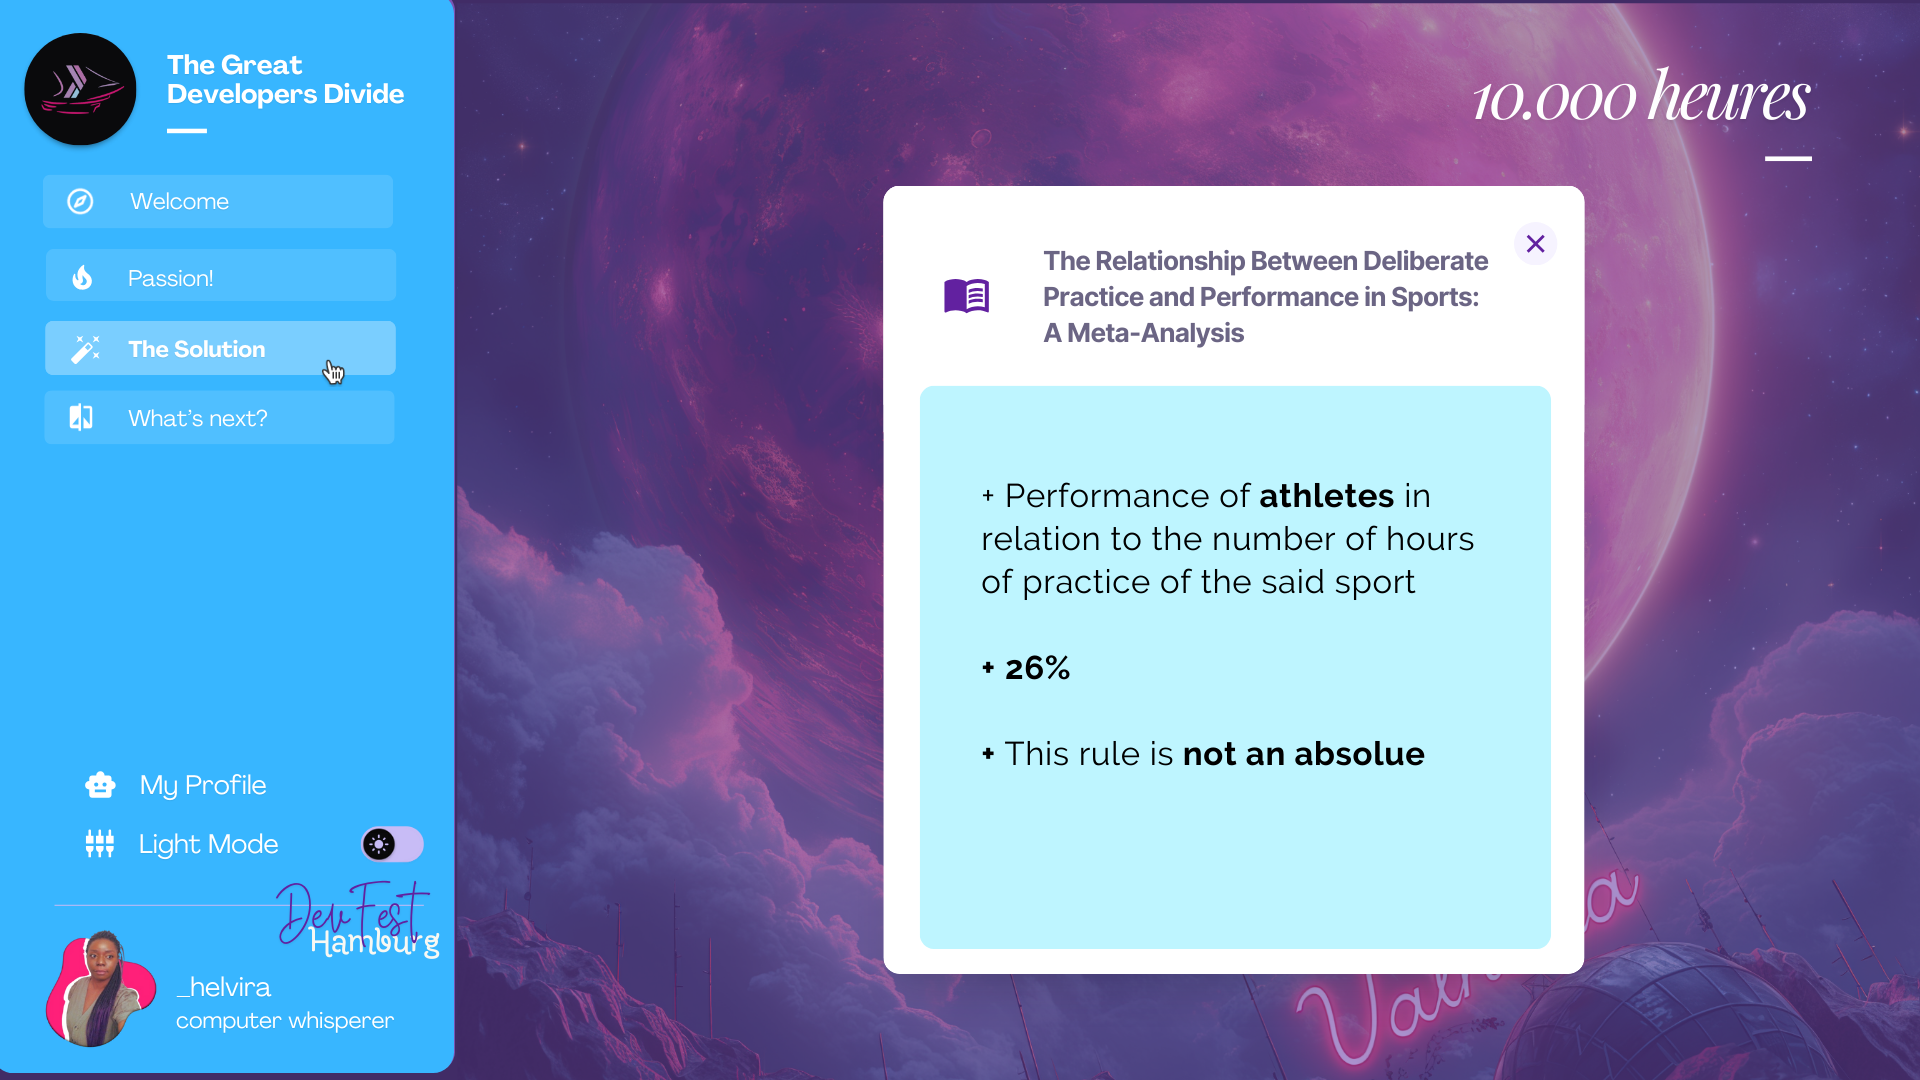 The Great
Developers Divide
Welcome
Passion!
The Solution
What's next?
My Profile
Light Mode
DevFest
Hamburg
_helvira
computer whisperer
10.000 heures
The Relationship Between Deliberate
Practice and Performance in Sports:
A Meta-Analysis
+ Performance of athletes in
relation to the number of hours
of practice of the said sport
+ 26%
+ This rule is not an absolue